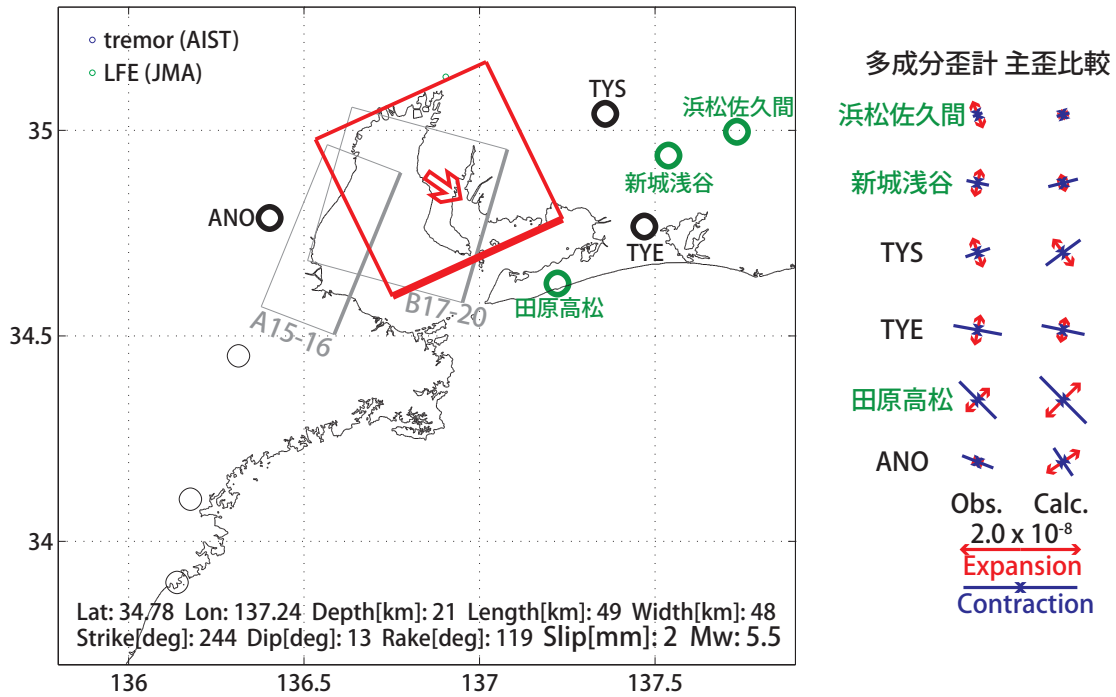 tremor (AIST)
LFE (JMA)
TYS
浜松佐久間
新城浅谷
ANO
TYE
田原高松
B17-20
A15-16
35
34.5
34
136
136.5
137
137.5
Lat: 34.78 Lon: 137.24 Depth[km]: 21 Length[km]: 49 Width[km]: 48
Strike[deg]: 244 Dip[deg]: 13 Rake[deg]: 119 Slip[mm]: 2 Mw: 5.5
多成分歪計 主歪比較
浜松佐久間
新城浅谷
TYS
TYE
田原高松
ANO
Obs. Calc.
2.0 x 10⁻⁸
Expansion
Contraction